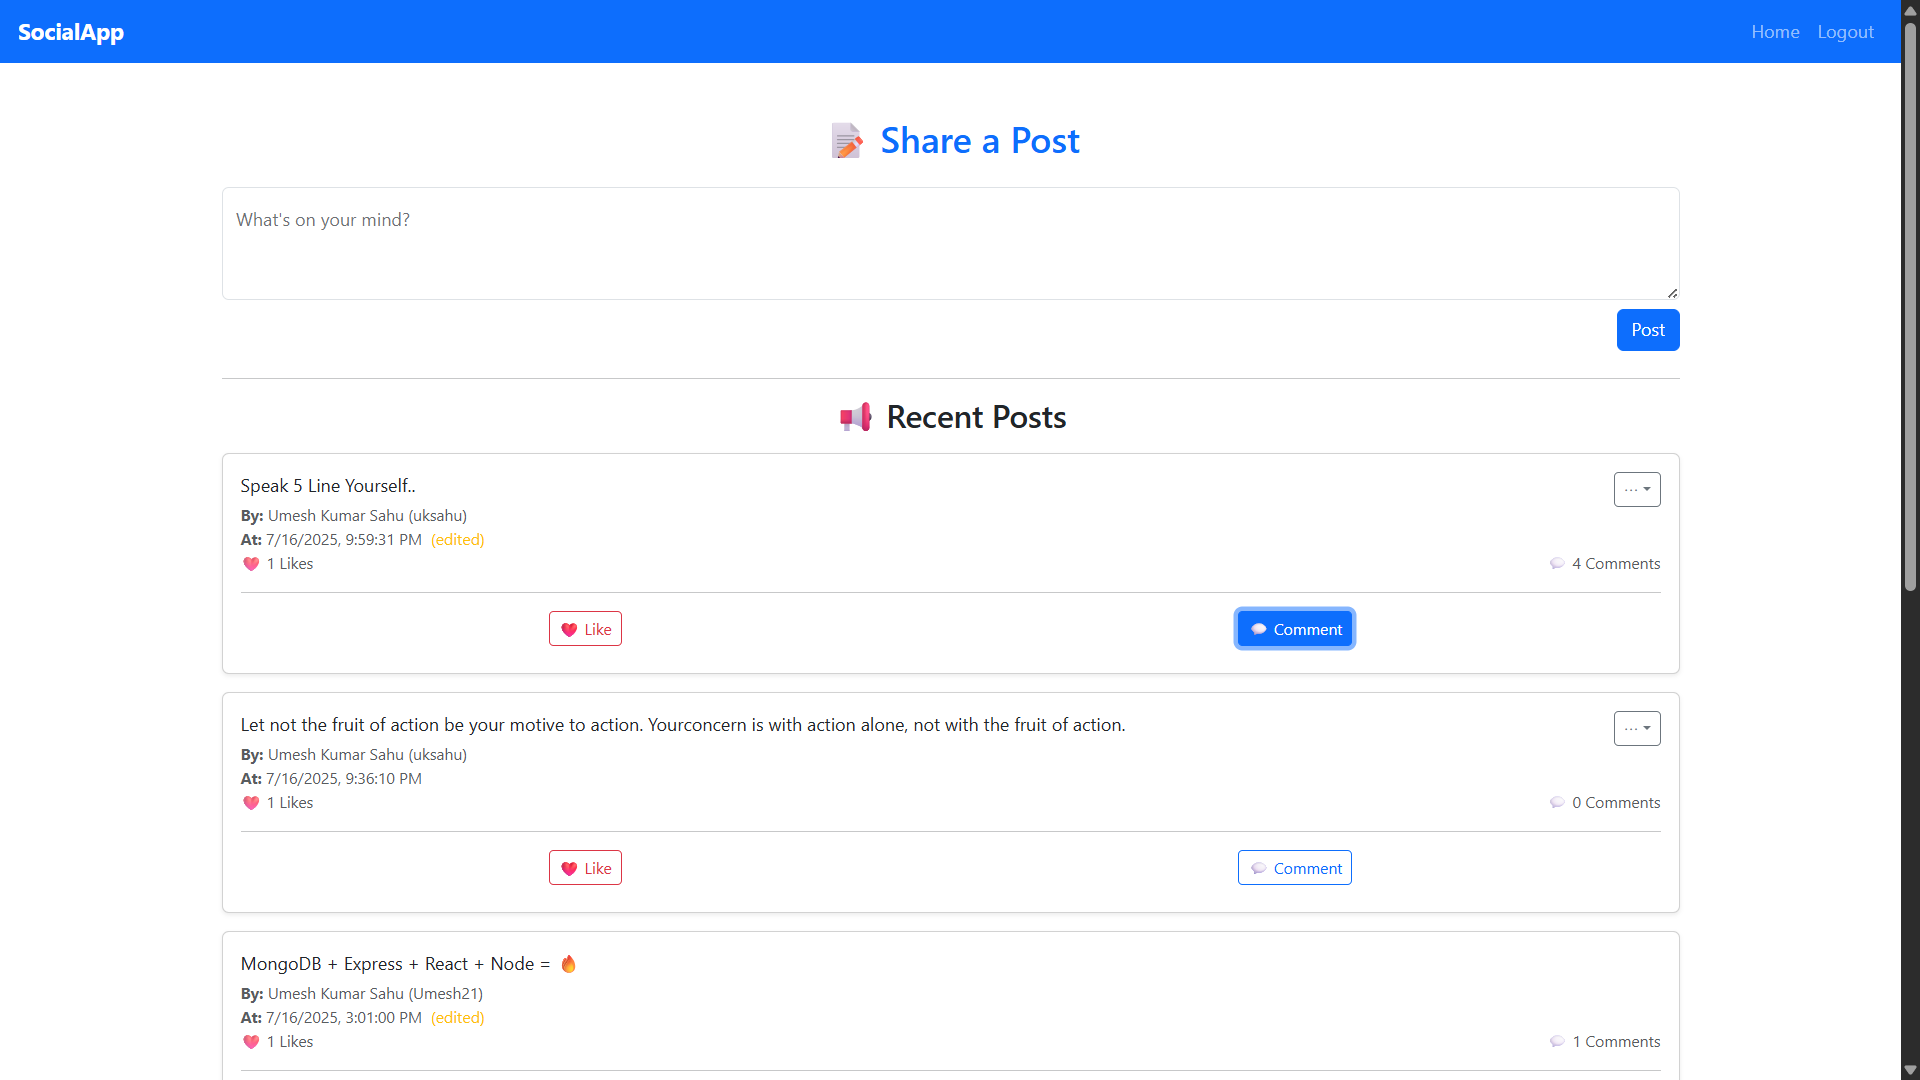 SocialApp
Home Logout
📝 Share a Post
What's on your mind?
Post
📢 Recent Posts
Speak 5 Line Yourself..
...
By: Umesh Kumar Sahu (uksahu)
At: 7/16/2025, 9:59:31 PM (edited)
❤️ 1 Likes 💬 4 Comments
❤️ Like 💬 Comment
Let not the fruit of action be your motive to action. Yourconcern is with action alone, not with the fruit of action.
...
By: Umesh Kumar Sahu (uksahu)
At: 7/16/2025, 9:36:10 PM
❤️ 1 Likes 💬 0 Comments
❤️ Like 💬 Comment
MongoDB + Express + React + Node = 🔥
By: Umesh Kumar Sahu (Umesh21)
At: 7/16/2025, 3:01:00 PM (edited)
❤️ 1 Likes 💬 1 Comments